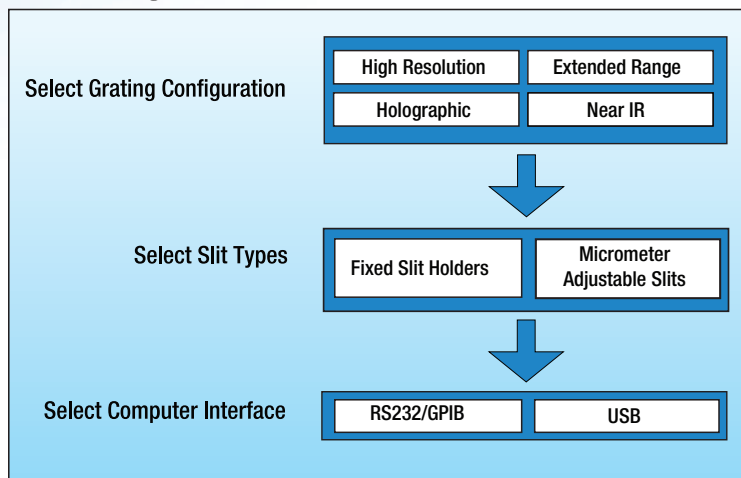 Select Grating Configuration
High Resolution
Extended Range
Holographic
Near IR
Select Slit Types
Fixed Slit Holders
Micrometer
Adjustable Slits
Select Computer Interface
RS232/GPIB
USB